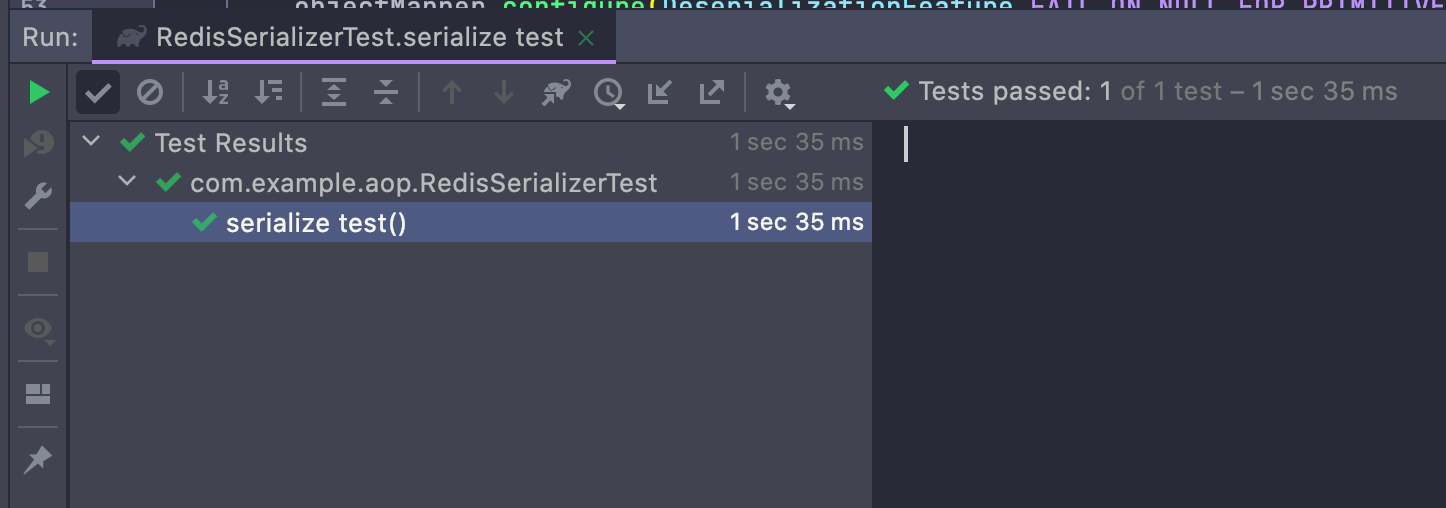 53 objectMapper.configure(DeserializationFeature.FAIL_ON_NULL_FOR_PRIMITIVE
Run: RedisSerializerTest.serialize test
Tests passed: 1 of 1 test – 1 sec 35 ms
Test Results 1 sec 35 ms
com.example.aop.RedisSerializerTest 1 sec 35 ms
serialize test() 1 sec 35 ms